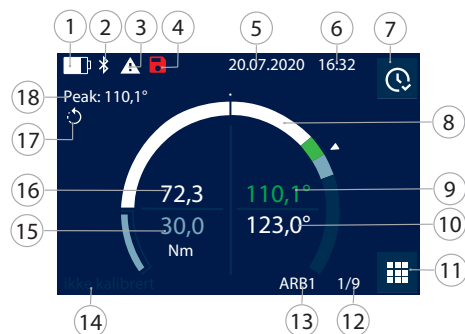 1 2 3 4 5 6 7
20.07.2020 16:32
Peak: 110,1°
18
17
8
16 72,3 110,1° 9
15 30,0 123,0° 10
Nm
11
Ikke kalibrert
ARB1 1/9
14 13 12